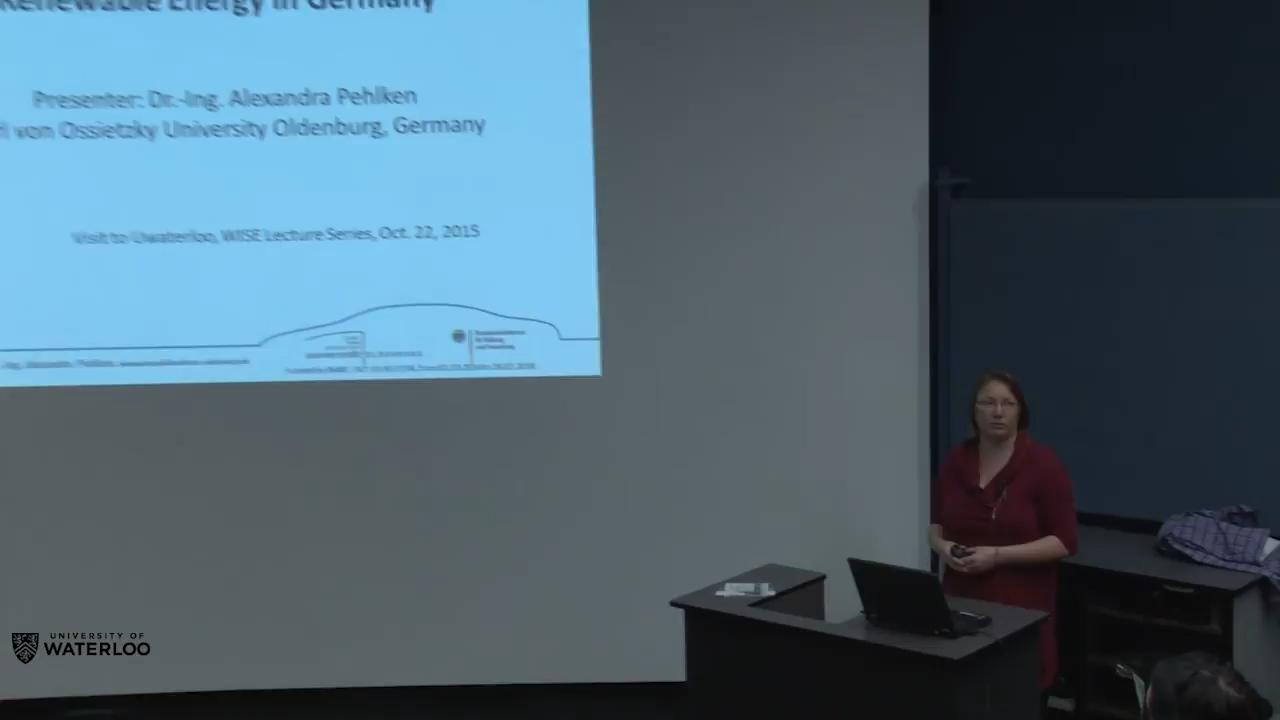 Renewable Energy in Germany
Presenter: Dr.-Ing. Alexandra Pehlken
von Ossietzky University Oldenburg, Germany
Visit to Uwaterloo, WISE Lecture Series, Oct. 22, 2015
UNIVERSITY OF
WATERLOO